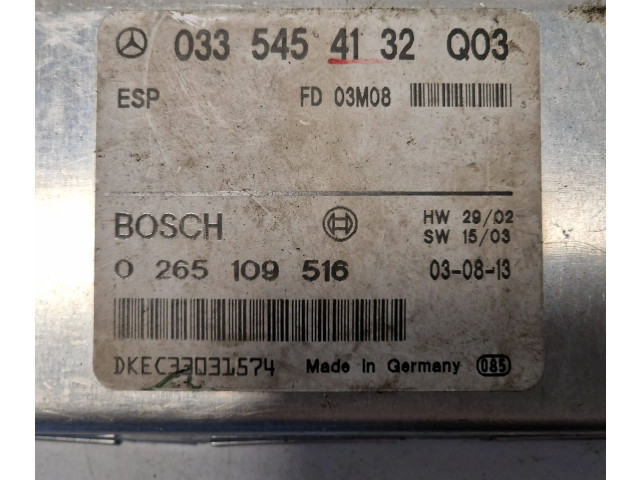 033 545 41 32 Q03
ESP FD 03M08
BOSCH HW 29/02
SW 15/03
0 265 109 516 03-08-13
DKEC33031574 Made in Germany 085